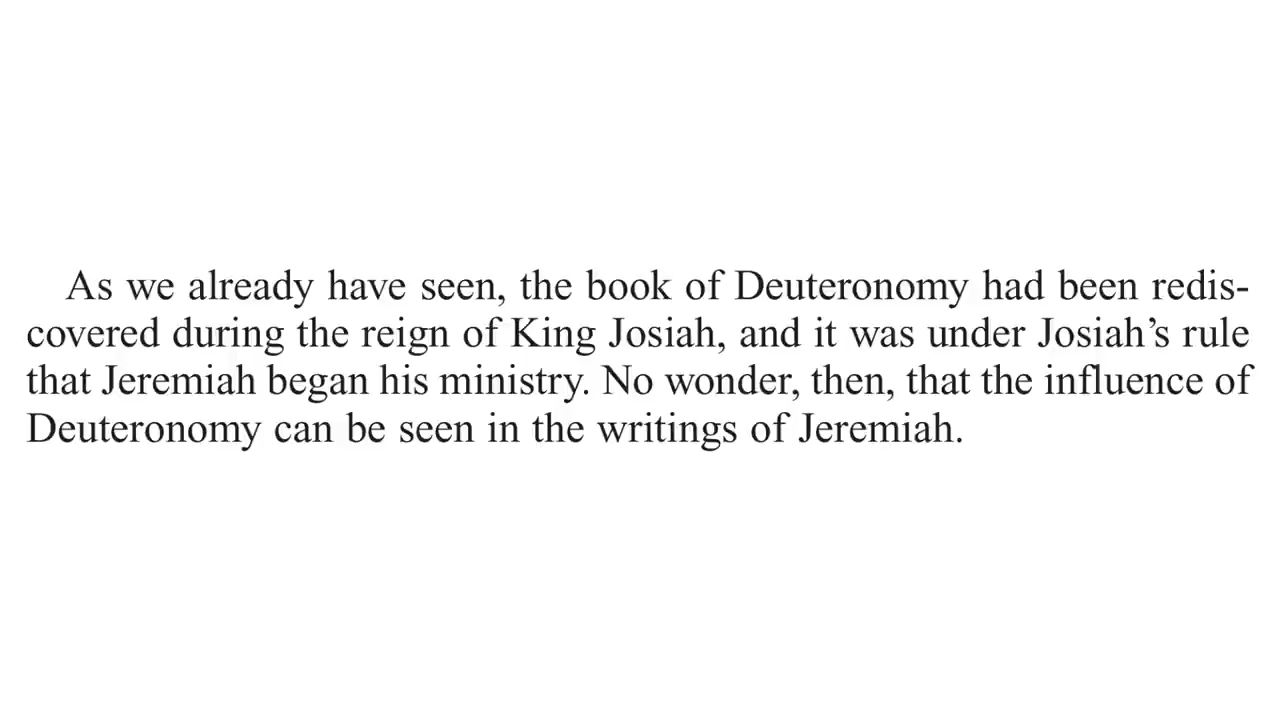 As we already have seen, the book of Deuteronomy had been redis-
covered during the reign of King Josiah, and it was under Josiah’s rule
that Jeremiah began his ministry. No wonder, then, that the influence of
Deuteronomy can be seen in the writings of Jeremiah.